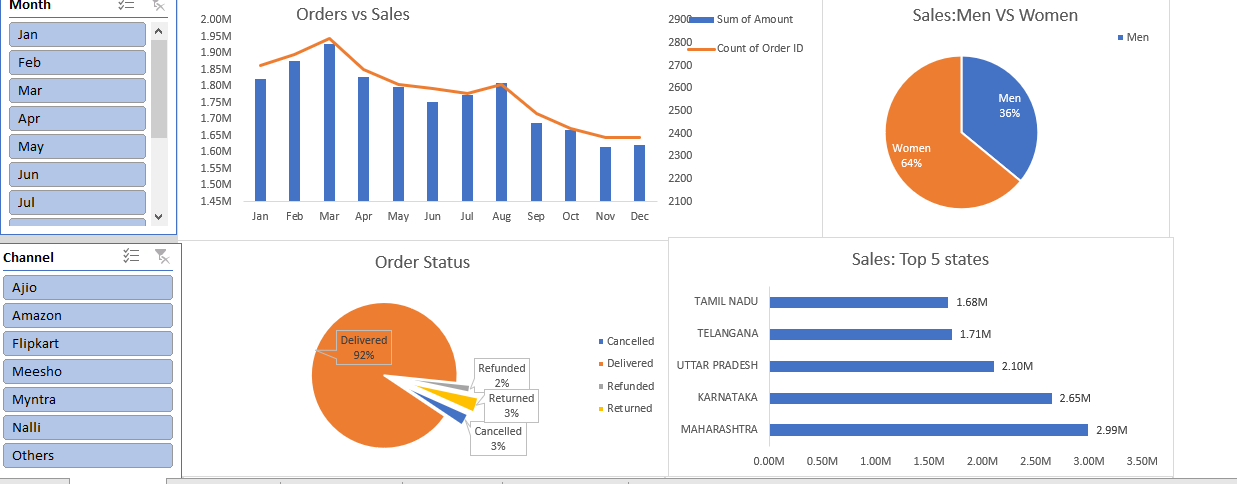 Month
Jan
Feb
Mar
Apr
May
Jun
Jul
Orders vs Sales
2.00M
1.95M
1.90M
1.85M
1.80M
1.75M
1.70M
1.65M
1.60M
1.55M
1.50M
1.45M
Jan Feb Mar Apr May Jun Jul Aug Sep Oct Nov Dec
2900
2800
2700
2600
2500
2400
2300
2200
2100
Sum of Amount
Count of Order ID
Sales:Men VS Women
Men
Men
36%
Women
64%
Channel
Ajio
Amazon
Flipkart
Meesho
Myntra
Nalli
Others
Order Status
Delivered
92%
Refunded
2%
Returned
3%
Cancelled
3%
Cancelled
Delivered
Refunded
Returned
Sales: Top 5 states
TAMIL NADU 1.68M
TELANGANA 1.71M
UTTAR PRADESH 2.10M
KARNATAKA 2.65M
MAHARASHTRA 2.99M
0.00M 0.50M 1.00M 1.50M 2.00M 2.50M 3.00M 3.50M